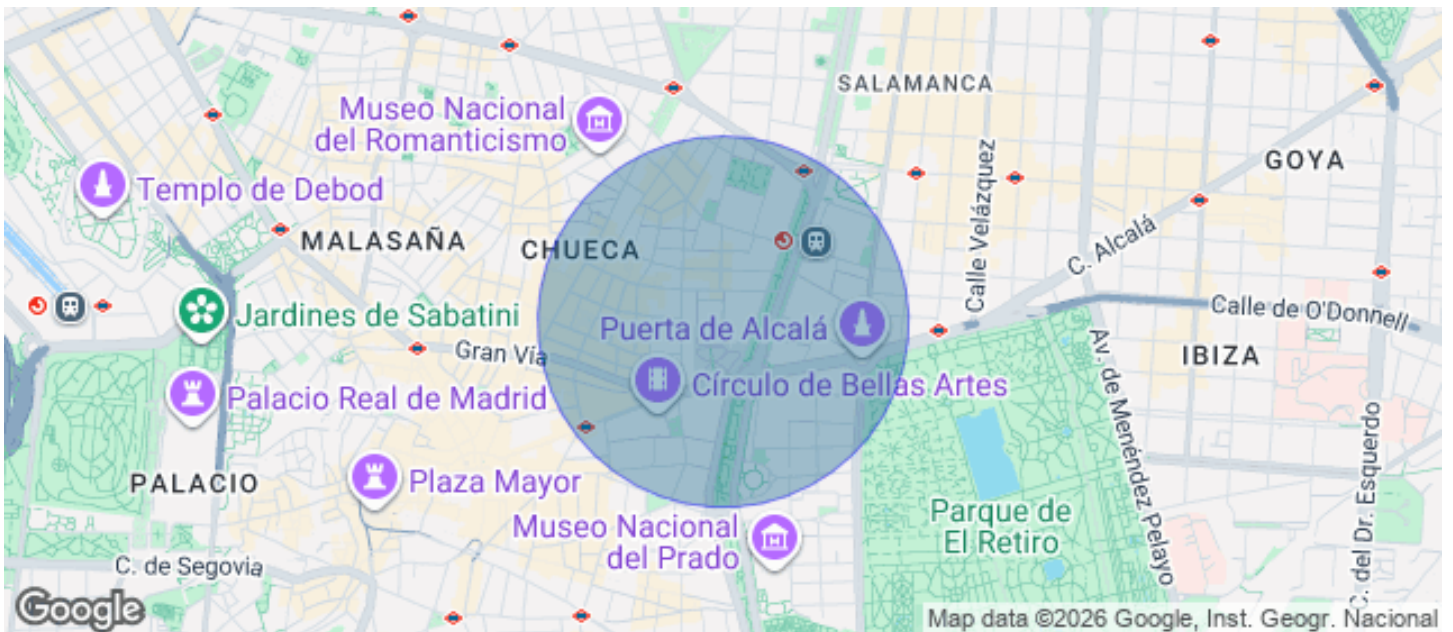 SALAMANCA
Museo Nacional
del Romanticismo
GOYA
Templo de Debod
MALASAÑA
CHUECA
Calle Velázquez
C. Alcalá
Jardines de Sabatini
Puerta de Alcalá
Calle de O'Donnell
Gran Vía
IBIZA
Palacio Real de Madrid
Círculo de Bellas Artes
Av. de Menéndez Pelayo
PALACIO
Plaza Mayor
C. del Dr. Esquerdo
Museo Nacional
del Prado
Parque de
El Retiro
C. de Segovia
Google
Map data ©2026 Google, Inst. Geogr. Nacional